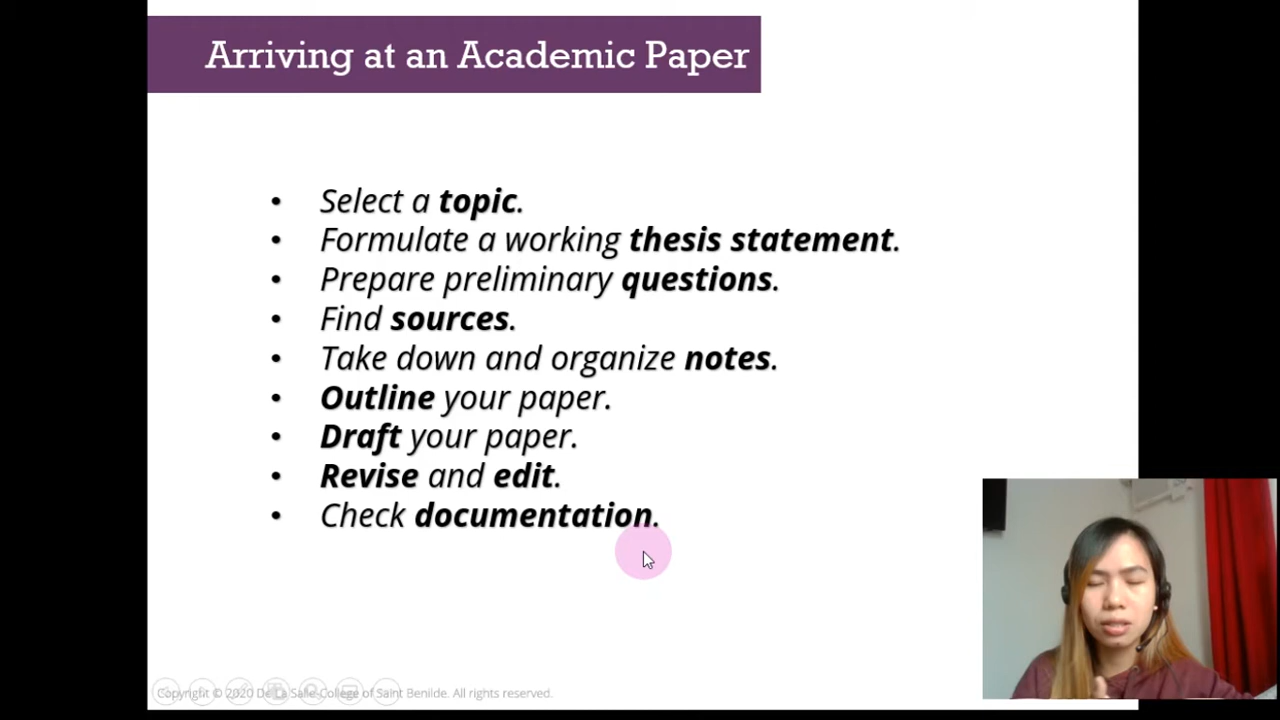 Arriving at an Academic Paper
• Select a topic.
• Formulate a working thesis statement.
• Prepare preliminary questions.
• Find sources.
• Take down and organize notes.
• Outline your paper.
• Draft your paper.
• Revise and edit.
• Check documentation.
Copyright © 2020 De La Salle-College of Saint Benilde. All rights reserved.